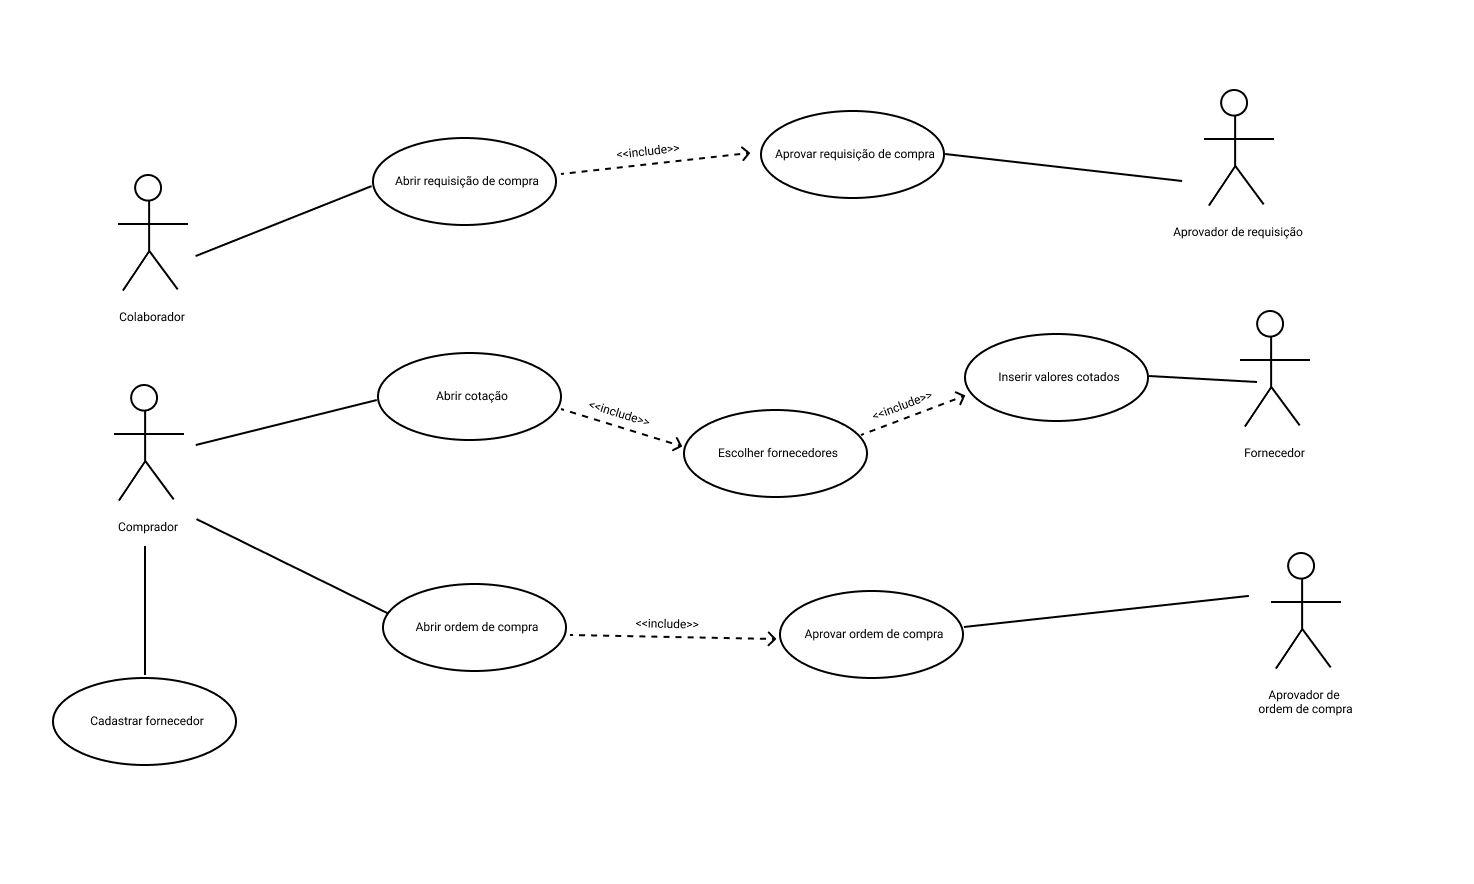 <<include>>
Aprovar requisição de compra
Abrir requisição de compra
Aprovador de requisição
Colaborador
Inserir valores cotados
Abrir cotação
<<include>>
<<include>>
Escolher fornecedores
Fornecedor
Comprador
Abrir ordem de compra
<<include>>
Aprovar ordem de compra
Aprovador de
ordem de compra
Cadastrar fornecedor